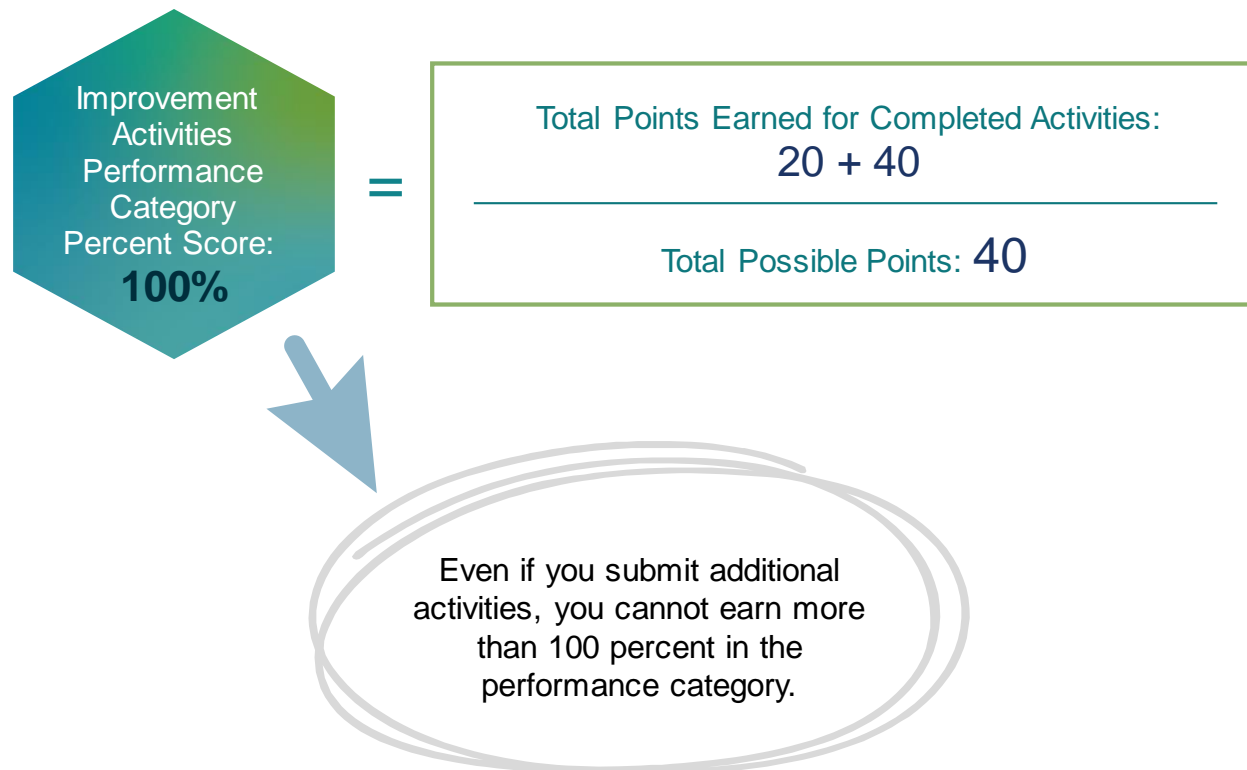 Improvement
Activities
Performance
Category
Percent Score:
100%
=
Total Points Earned for Completed Activities:
20 + 40
Total Possible Points: 40
Even if you submit additional
activities, you cannot earn more
than 100 percent in the
performance category.